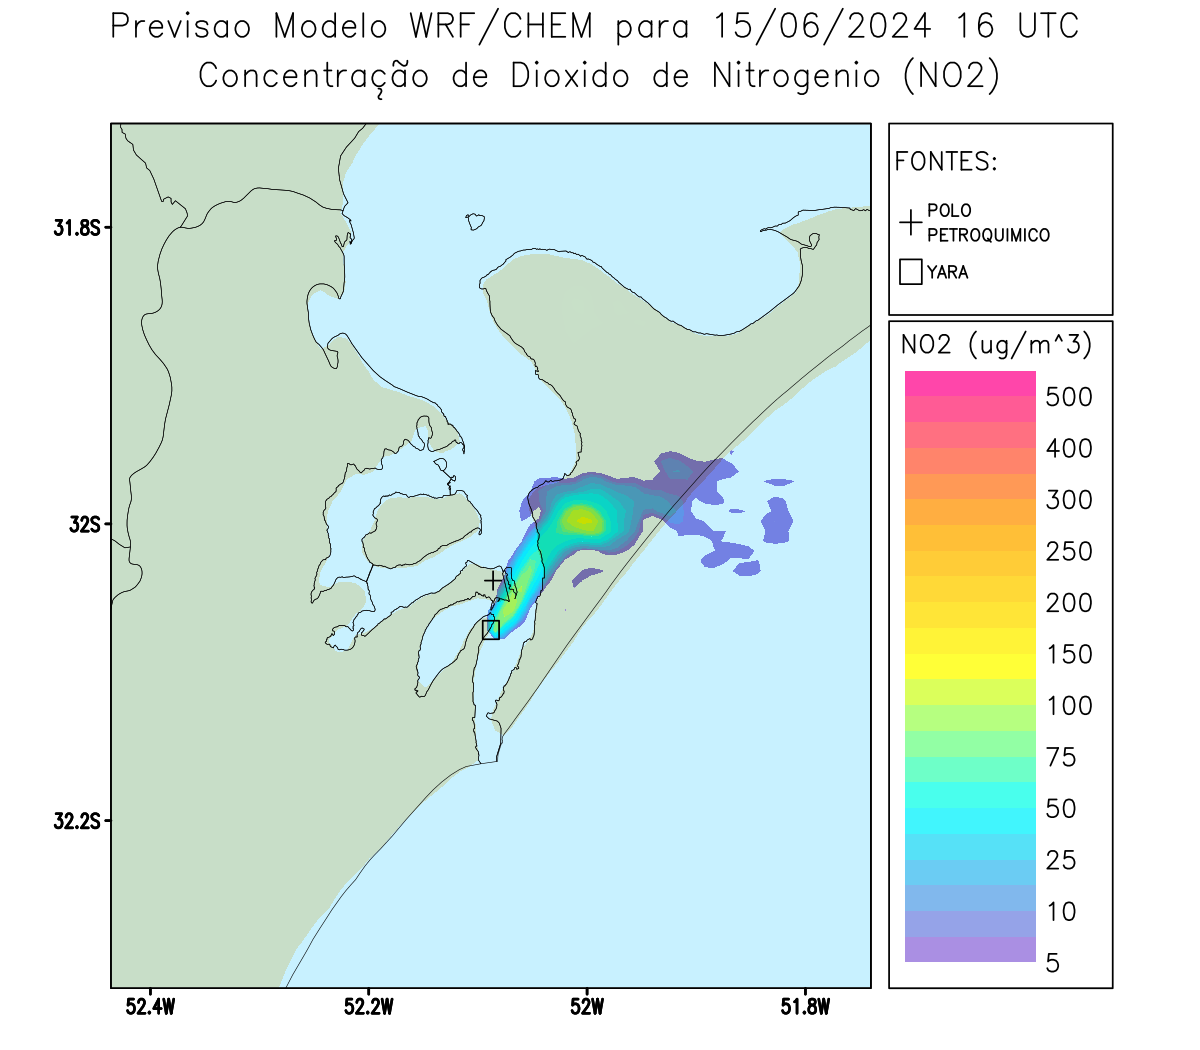 Previsao Modelo WRF/CHEM para 15/06/2024 16 UTC
Concentração de Dioxido de Nitrogenio (NO2)
FONTES:
POLO
PETROQUIMICO
YARA
NO2 (ug/m^3)
500
400
300
250
200
150
100
75
50
25
10
5
31.8S
32S
32.2S
52.4W
52.2W
52W
51.8W